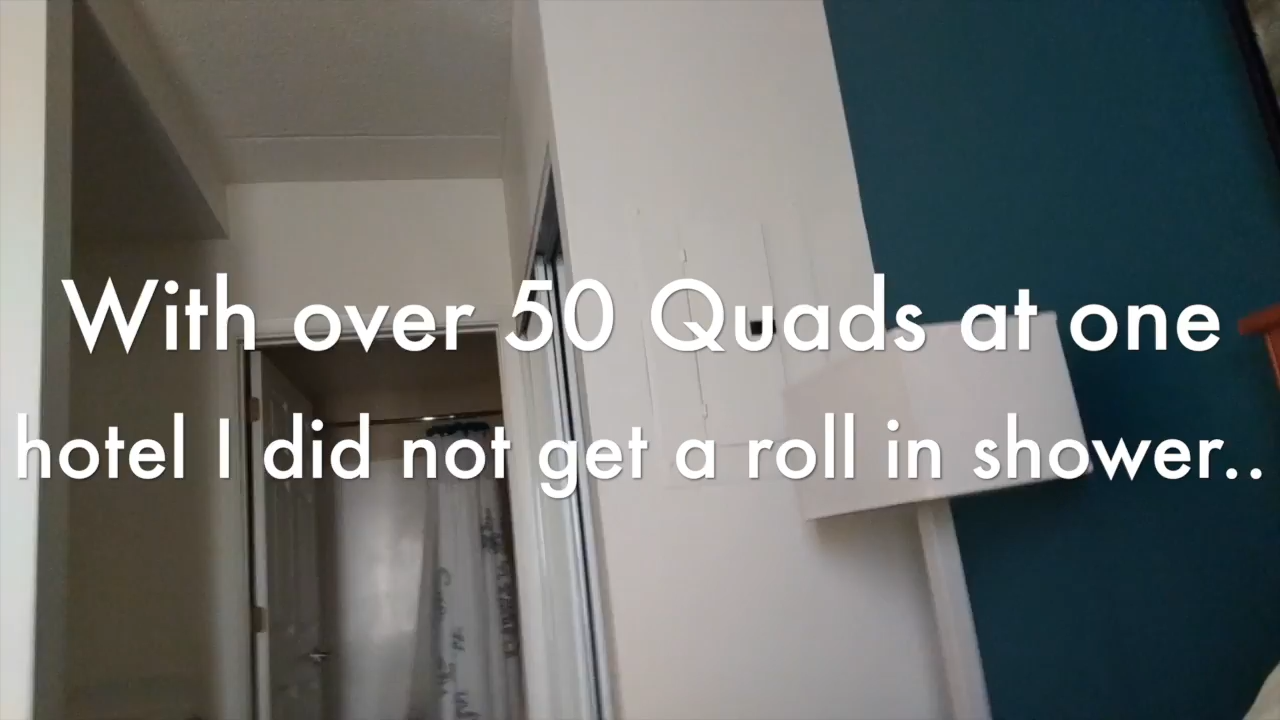 With over 50 Quads at one
hotel I did not get a roll in shower..